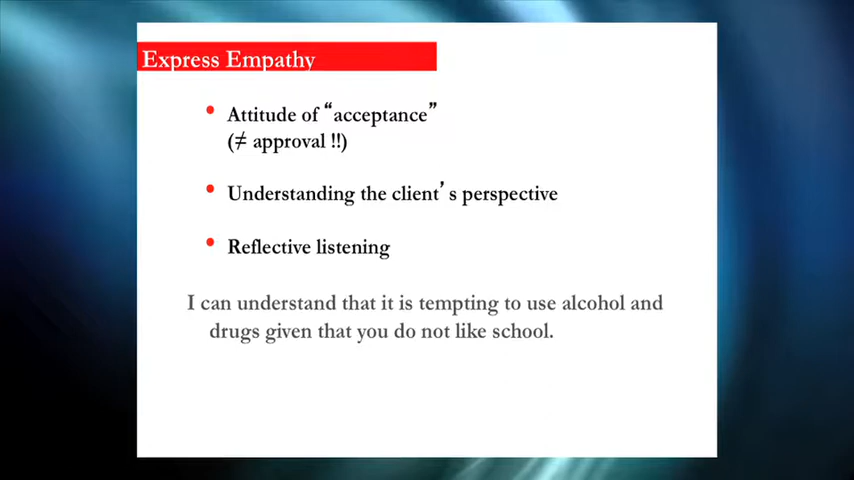 Express Empathy
• Attitude of “acceptance”
(≠ approval !!)
• Understanding the client’s perspective
• Reflective listening
I can understand that it is tempting to use alcohol and
drugs given that you do not like school.